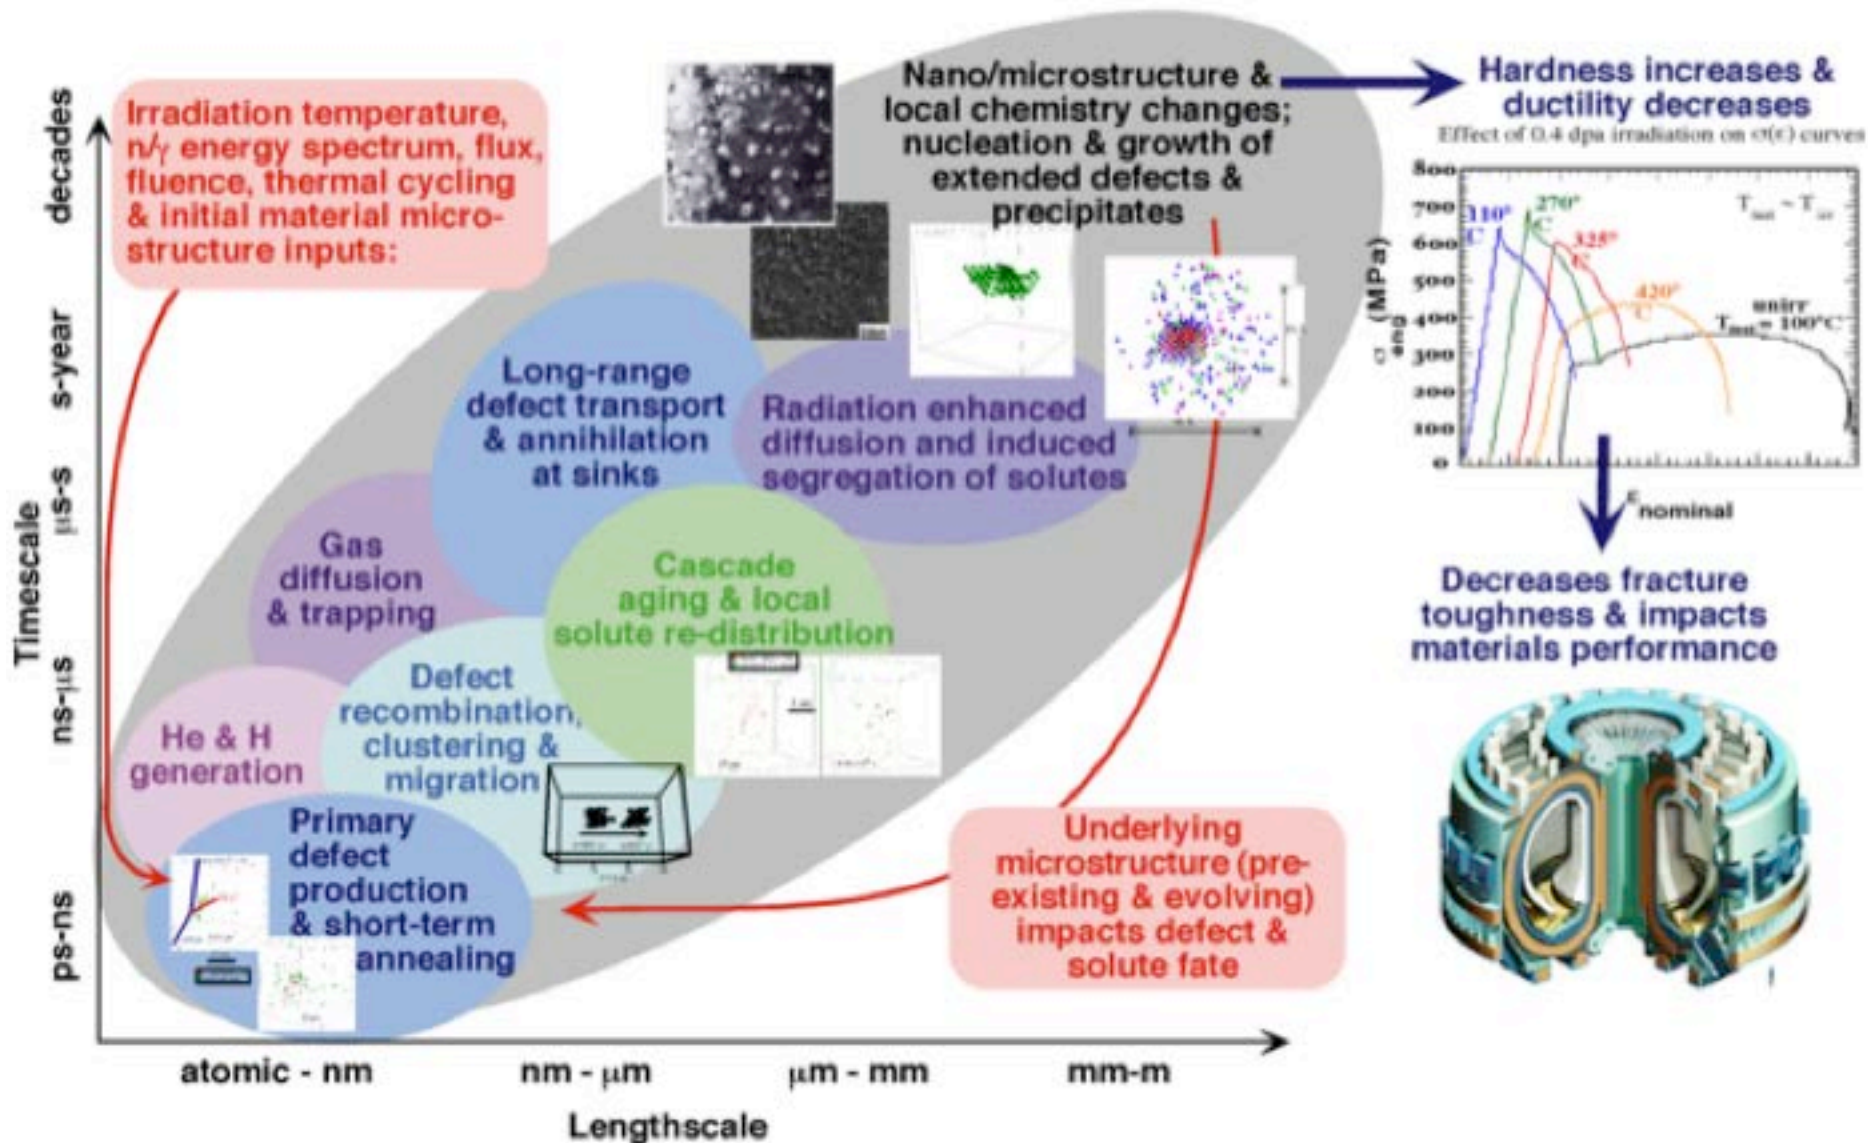 Irradiation temperature,
n/γ energy spectrum, flux,
fluence, thermal cycling
& initial material micro-
structure inputs:
Nano/microstructure &
local chemistry changes;
nucleation & growth of
extended defects &
precipitates
Hardness increases &
ductility decreases
Effect of 0.4 dpa irradiation on σ(ε) curves
800
700
600
500
400
300
200
100
0
σ eng (MPa)
110°
C
270°
C
325°
C
420°
C
unirr
= 100°C
ε nominal
Decreases fracture
toughness & impacts
materials performance
Long-range
defect transport
& annihilation
at sinks
Radiation enhanced
diffusion and induced
segregation of solutes
Gas
diffusion
& trapping
Cascade
aging & local
solute re-distribution
Defect
recombination,
clustering &
migration
He & H
generation
Primary
defect
production
& short-term
annealing
Underlying
microstructure (pre-
existing & evolving)
impacts defect &
solute fate
Timescale
decades
s-year
μs-s
ns-μs
ps-ns
atomic - nm
nm - μm
μm - mm
mm-m
Lengthscale